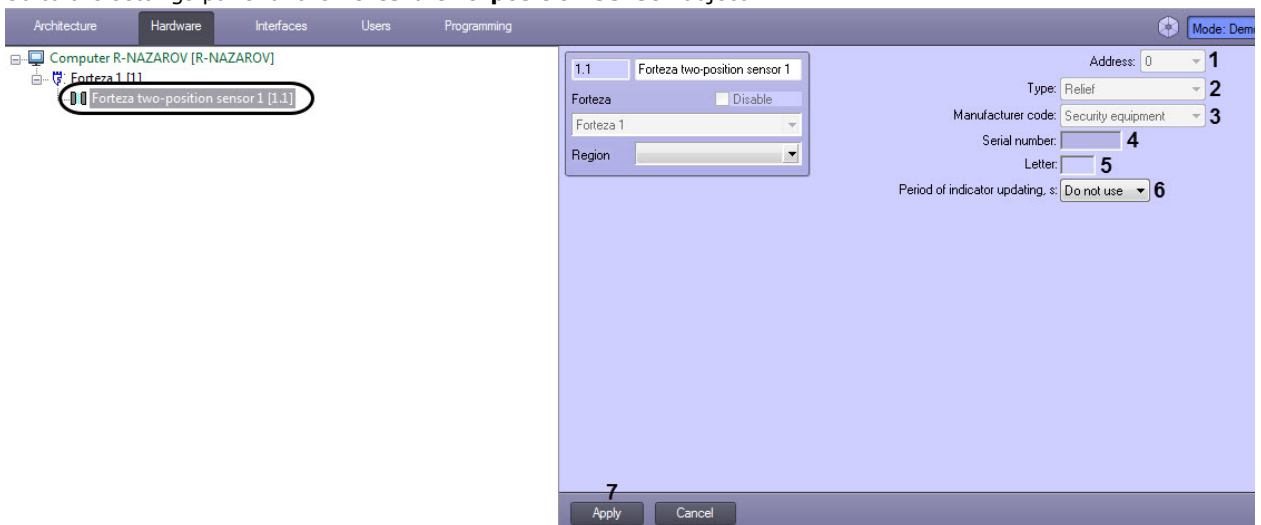 Architecture Hardware Interfaces Users Programming Mode: Dem
Computer R-NAZAROV [R-NAZAROV]
Forteza 1 [1]
Forteza two-position sensor 1 [1.1]
1.1 Forteza two-position sensor 1
Forteza Disable
Forteza 1
Region
Address: 0 1
Type: Relief 2
Manufacturer code: Security equipment 3
Serial number: 4
Letter: 5
Period of indicator updating, s: Do not use 6
7
Apply Cancel